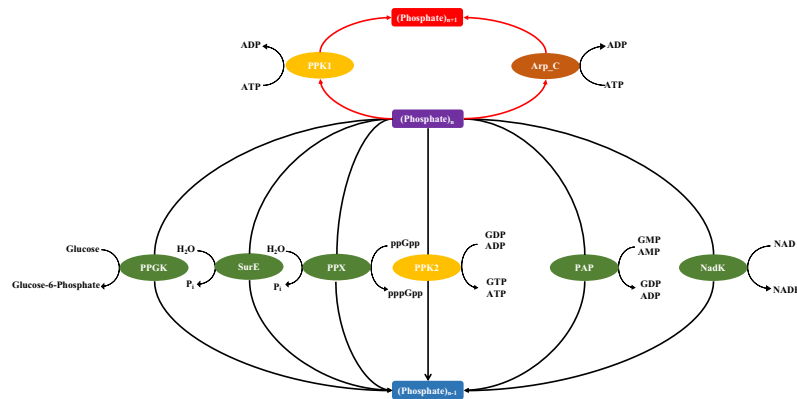 (Phosphate)n+1
ADP
PPK1
ATP
Arp_C
ADP
ATP
(Phosphate)n
Glucose
PPGK
Glucose-6-Phosphate
H2O
SurE
Pi
H2O
PPX
Pi
ppGpp
pppGpp
PPK2
GDP
ADP
GTP
ATP
PAP
GMP
AMP
GDP
ADP
NadK
NAD
(Phosphate)n-1